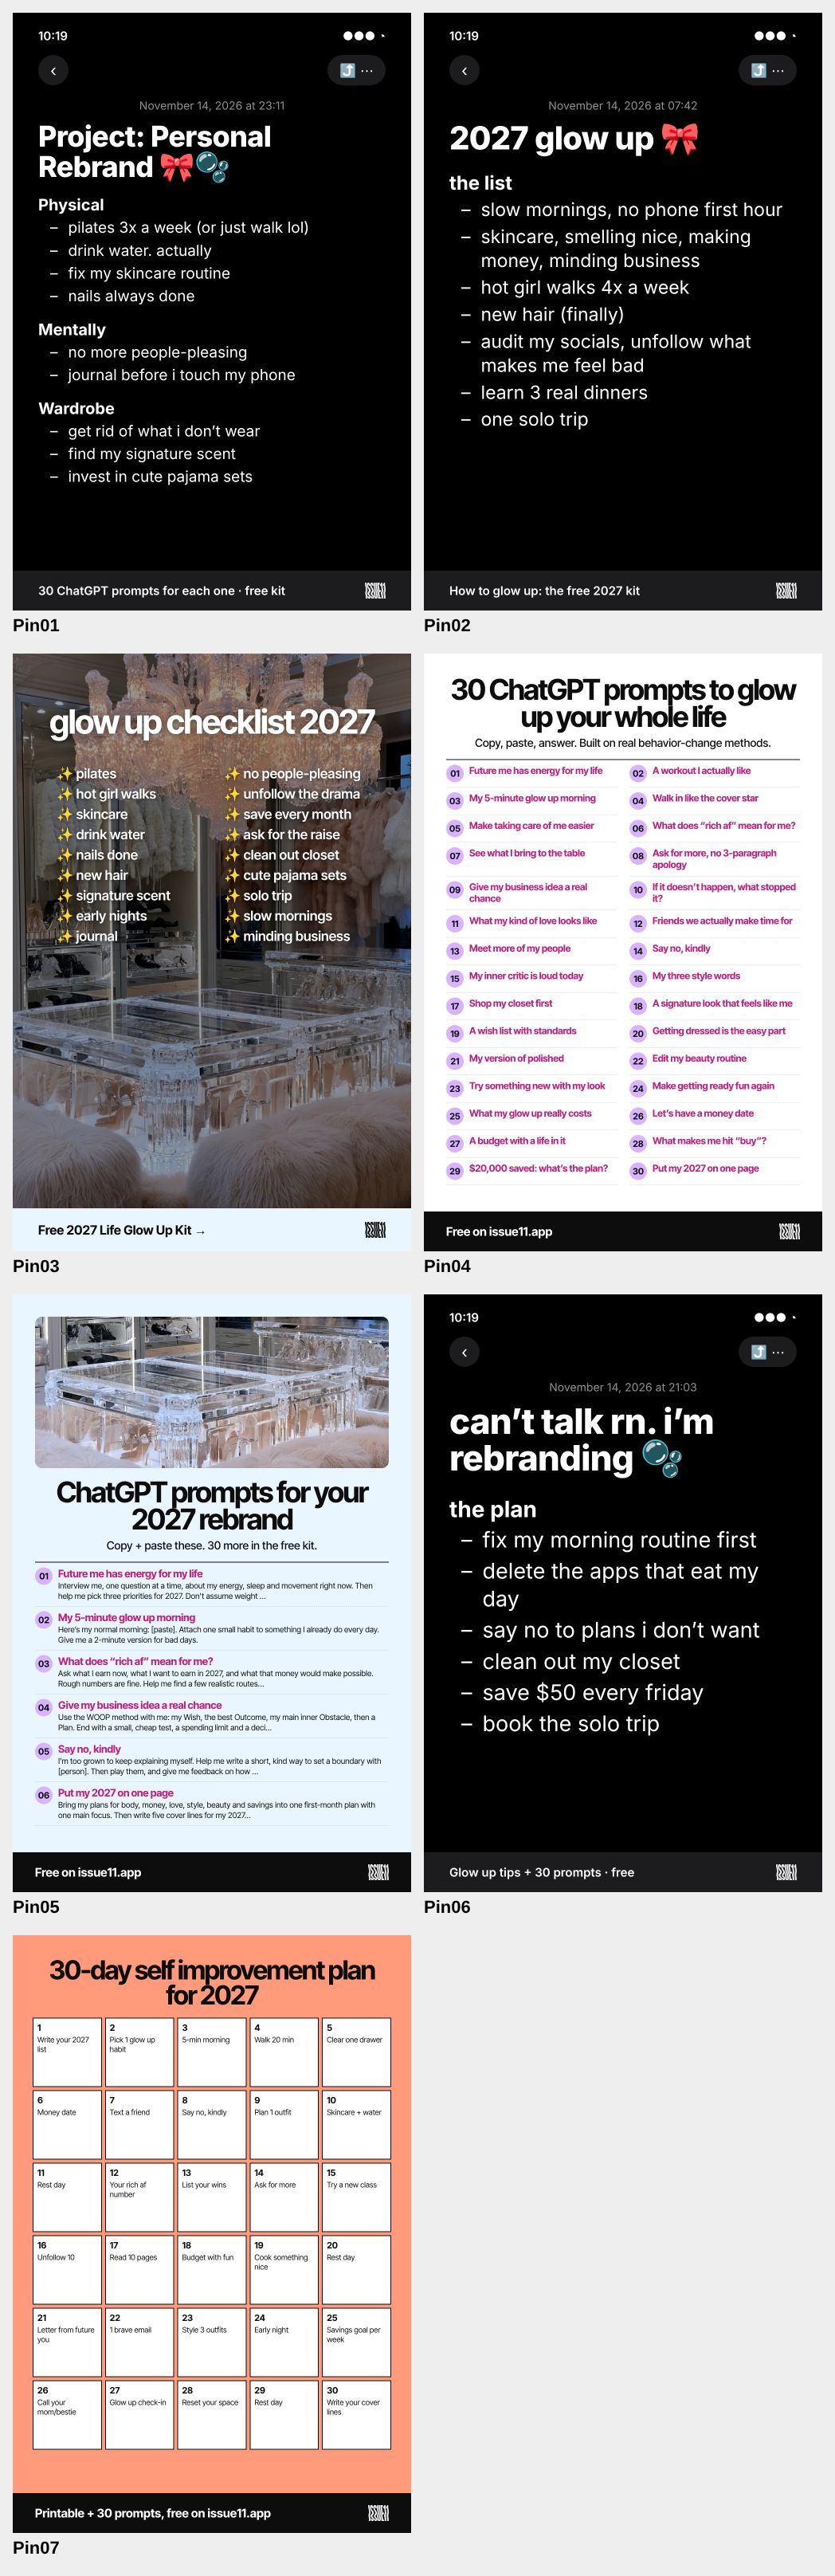 10:19
November 14, 2026 at 23:11
Project: Personal
Rebrand 🎀🫧
Physical
– pilates 3x a week (or just walk lol)
– drink water. actually
– fix my skincare routine
– nails always done
Mentally
– no more people-pleasing
– journal before i touch my phone
Wardrobe
– get rid of what i don’t wear
– find my signature scent
– invest in cute pajama sets
30 ChatGPT prompts for each one · free kit
ISSUE11
Pin01
10:19
November 14, 2026 at 07:42
2027 glow up 🎀
the list
– slow mornings, no phone first hour
– skincare, smelling nice, making
money, minding business
– hot girl walks 4x a week
– new hair (finally)
– audit my socials, unfollow what
makes me feel bad
– learn 3 real dinners
– one solo trip
How to glow up: the free 2027 kit
ISSUE11
Pin02
glow up checklist 2027
✨ pilates
✨ hot girl walks
✨ skincare
✨ drink water
✨ nails done
✨ new hair
✨ signature scent
✨ early nights
✨ journal
✨ no people-pleasing
✨ unfollow the drama
✨ save every month
✨ ask for the raise
✨ clean out closet
✨ cute pajama sets
✨ solo trip
✨ slow mornings
✨ minding business
Free 2027 Life Glow Up Kit →
ISSUE11
Pin03
30 ChatGPT prompts to glow
up your whole life
Copy, paste, answer. Built on real behavior-change methods.
01 Future me has energy for my life
02 A workout I actually like
03 My 5-minute glow up morning
04 Walk in like the cover star
05 Make taking care of me easier
06 What does “rich af” mean for me?
07 See what I bring to the table
08 Ask for more, no 3-paragraph
apology
09 Give my business idea a real
chance
10 If it doesn’t happen, what stopped
it?
11 What my kind of love looks like
12 Friends we actually make time for
13 Meet more of my people
14 Say no, kindly
15 My inner critic is loud today
16 My three style words
17 Shop my closet first
18 A signature look that feels like me
19 A wish list with standards
20 Getting dressed is the easy part
21 My version of polished
22 Edit my beauty routine
23 Try something new with my look
24 Make getting ready fun again
25 What my glow up really costs
26 Let’s have a money date
27 A budget with a life in it
28 What makes me hit “buy”?
29 $20,000 saved: what’s the plan?
30 Put my 2027 on one page
Free on issue11.app
ISSUE11
Pin04
ChatGPT prompts for your
2027 rebrand
Copy + paste these. 30 more in the free kit.
01 Future me has energy for my life
Interview me, one question at a time, about my energy, sleep and movement right now. Then
help me pick three priorities for 2027. Don’t assume weight ...
02 My 5-minute glow up morning
Here’s my normal morning: [paste]. Attach one small habit to something I already do every day.
Give me a 2-minute version for bad days.
03 What does “rich af” mean for me?
Ask what I earn now, what I want to earn in 2027, and what that money would make possible.
Rough numbers are fine. Help me find a few realistic routes...
04 Give my business idea a real chance
Use the WOOP method with me: my Wish, the best Outcome, my main inner Obstacle, then a
Plan. End with a small, cheap test, a spending limit and a deci...
05 Say no, kindly
I’m too grown to keep explaining myself. Help me write a short, kind way to set a boundary with
[person]. Then play them, and give me feedback on how ...
06 Put my 2027 on one page
Bring my plans for body, money, love, style, beauty and savings into one first-month plan with
one main focus. Then write five cover lines for my 2027...
Free on issue11.app
ISSUE11
Pin05
10:19
November 14, 2026 at 21:03
can’t talk rn. i’m
rebranding 🫧
the plan
– fix my morning routine first
– delete the apps that eat my
day
– say no to plans i don’t want
– clean out my closet
– save $50 every friday
– book the solo trip
Glow up tips + 30 prompts · free
ISSUE11
Pin06
30-day self improvement plan
for 2027
1
Write your 2027
list
2
Pick 1 glow up
habit
3
5-min morning
4
Walk 20 min
5
Clear one drawer
6
Money date
7
Text a friend
8
Say no, kindly
9
Plan 1 outfit
10
Skincare + water
11
Rest day
12
Your rich af
number
13
List your wins
14
Ask for more
15
Try a new class
16
Unfollow 10
17
Read 10 pages
18
Budget with fun
19
Cook something
nice
20
Rest day
21
Letter from future
you
22
1 brave email
23
Style 3 outfits
24
Early night
25
Savings goal per
week
26
Call your
mom/bestie
27
Glow up check-in
28
Reset your space
29
Rest day
30
Write your cover
lines
Printable + 30 prompts, free on issue11.app
ISSUE11
Pin07